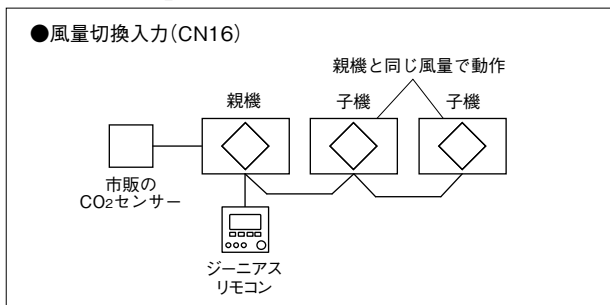 ●風量切換入力(CN16)
親機と同じ風量で動作
親機
子機
子機
市販の
CO2センサー
ジーニアス
リモコン